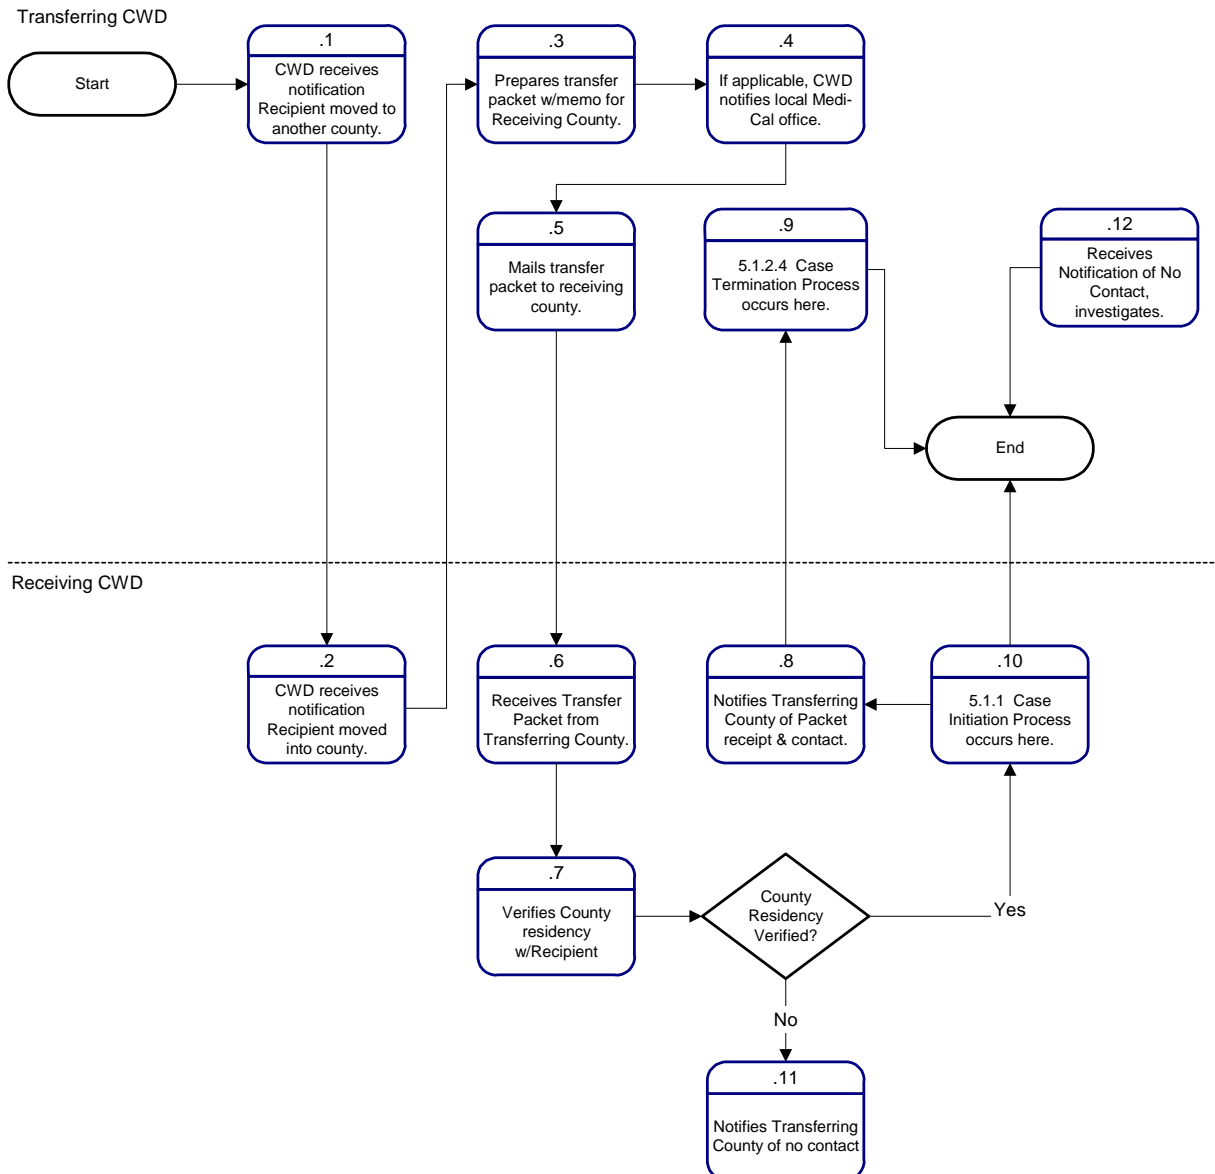 Transferring CWD
Start
.1
CWD receives
notification
Recipient moved to
another county.
.3
Prepares transfer
packet w/memo for
Receiving County.
.4
If applicable, CWD
notifies local Medi-
Cal office.
.5
Mails transfer
packet to receiving
county.
.9
5.1.2.4 Case
Termination Process
occurs here.
.12
Receives
Notification of No
Contact,
investigates.
End
Receiving CWD
.2
CWD receives
notification
Recipient moved
into county.
.6
Receives Transfer
Packet from
Transferring County.
.8
Notifies Transferring
County of Packet
receipt & contact.
.10
5.1.1 Case
Initiation Process
occurs here.
.7
Verifies County
residency
w/Recipient
County
Residency
Verified?
Yes
No
.11
Notifies Transferring
County of no contact